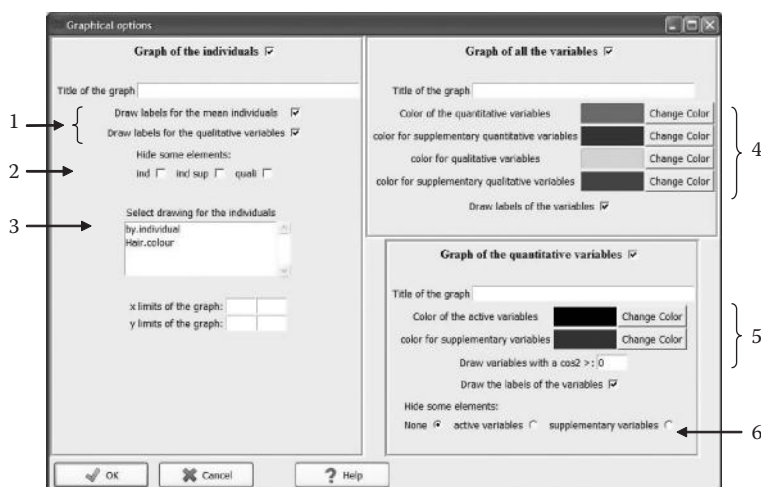 Graphical options
Graph of the individuals
Title of the graph
1
Draw labels for the mean individuals
Draw labels for the qualitative variables
2
Hide some elements:
ind
ind sup
quali
3
Select drawing for the individuals
by.individual
Hair.colour
x limits of the graph:
y limits of the graph:
Graph of all the variables
Title of the graph
Color of the quantitative variables Change Color
color for supplementary quantitative variables Change Color
color for qualitative variables Change Color
color for supplementary qualitative variables Change Color
4
Draw labels of the variables
Graph of the quantitative variables
Title of the graph
Color of the active variables Change Color
color for supplementary variables Change Color
Draw variables with a cos2 >: 0
5
Draw the labels of the variables
Hide some elements:
None active variables supplementary variables
6
OK
Cancel
? Help